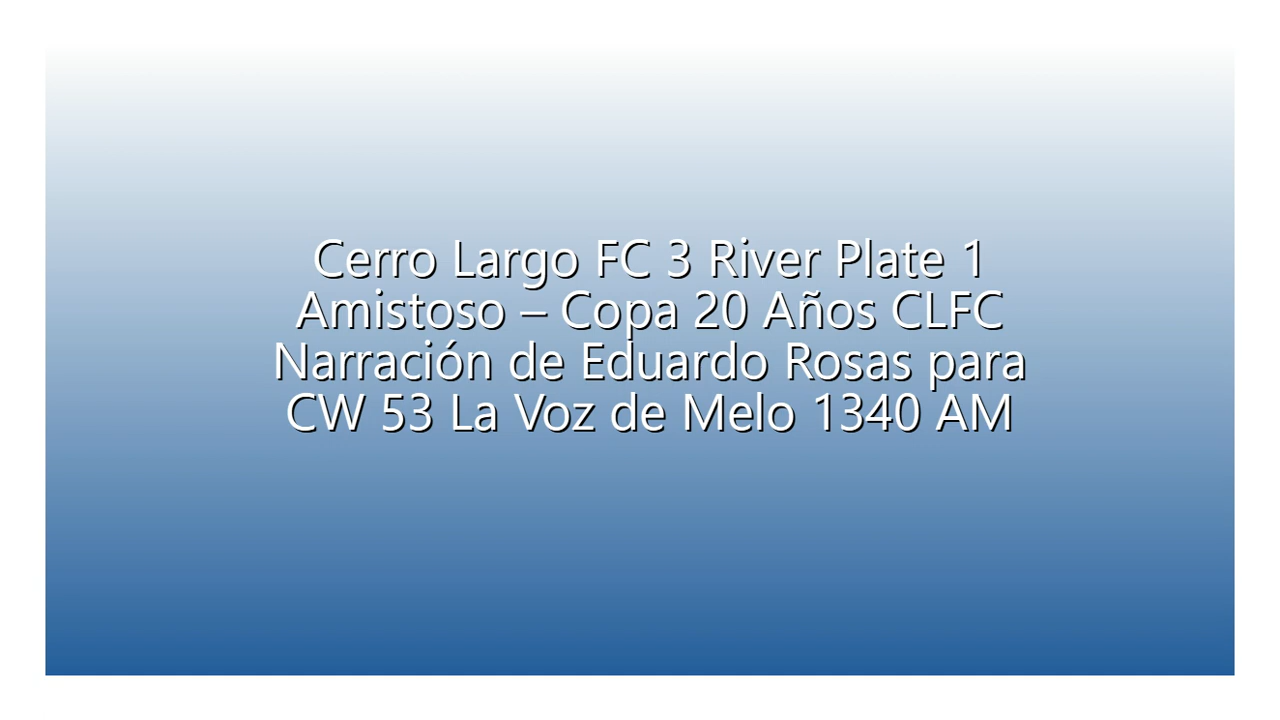 Cerro Largo FC 3 River Plate 1
Amistoso – Copa 20 Años CLFC
Narración de Eduardo Rosas para
CW 53 La Voz de Melo 1340 AM